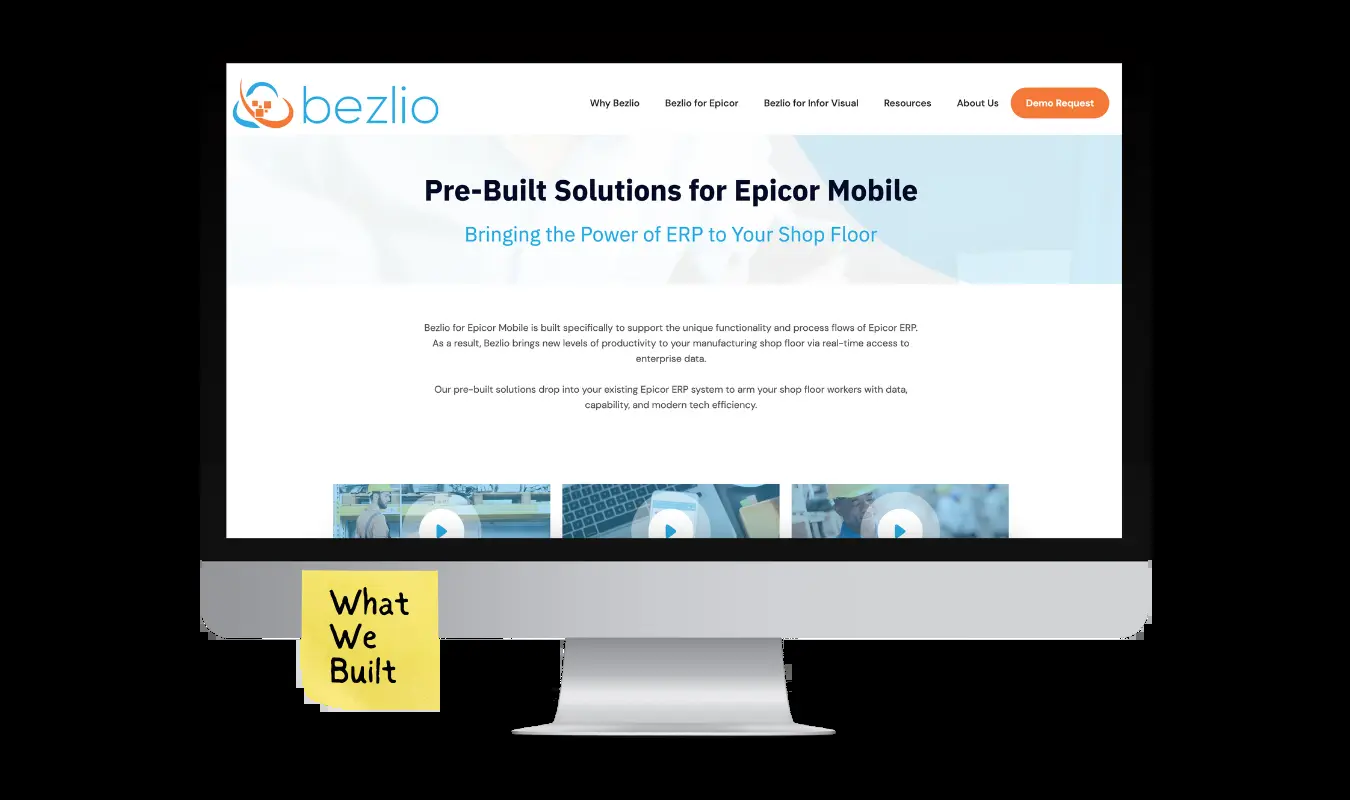 bezlio
Why Bezlio
Bezlio for Epicor
Bezlio for Infor Visual
Resources
About Us
Demo Request
Pre-Built Solutions for Epicor Mobile
Bringing the Power of ERP to Your Shop Floor
Bezlio for Epicor Mobile is built specifically to support the unique functionality and process flows of Epicor ERP.
As a result, Bezlio brings new levels of productivity to your manufacturing shop floor via real-time access to
enterprise data.
Our pre-built solutions drop into your existing Epicor ERP system to arm your shop floor workers with data,
capability, and modern tech efficiency.
What
We
Built